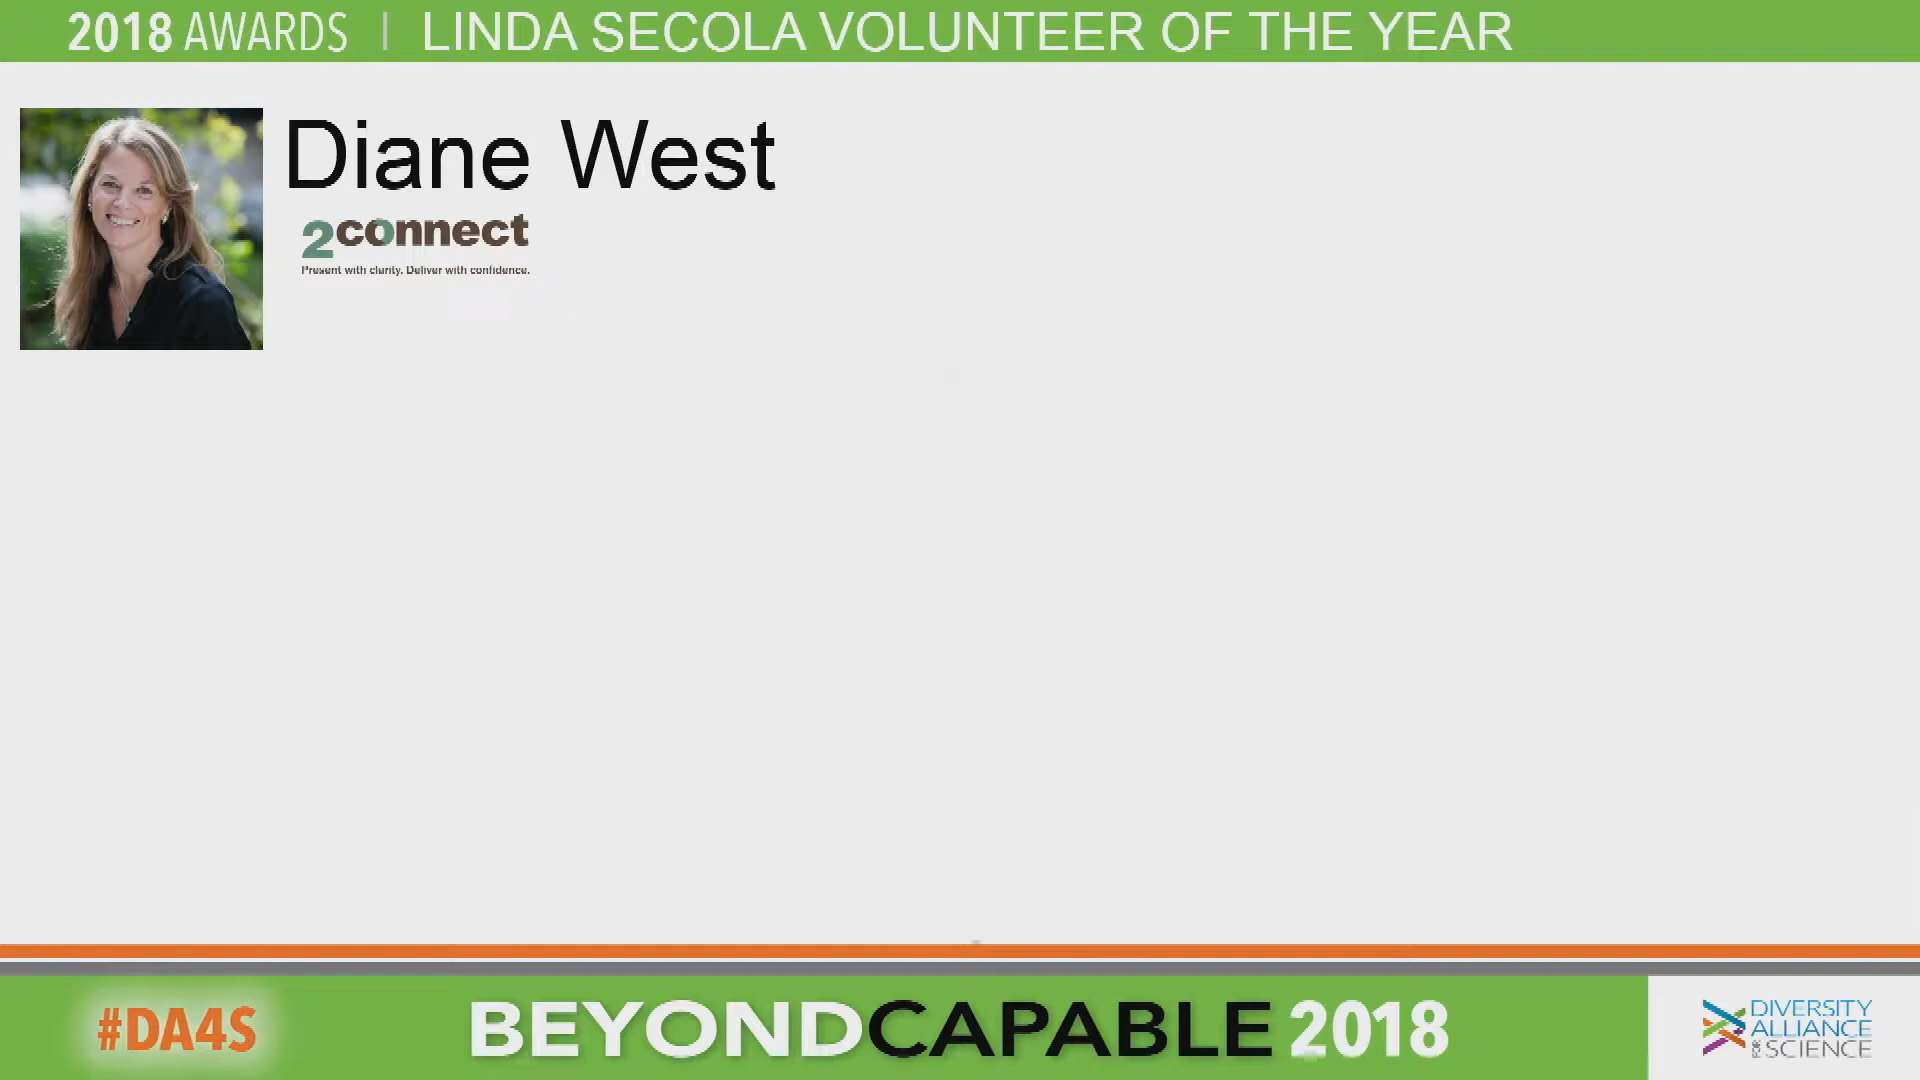 2018 AWARDS | LINDA SECOLA VOLUNTEER OF THE YEAR
Diane West
2connect
Present with clarity. Deliver with confidence.
#DA4S
BEYONDCAPABLE 2018
DIVERSITY
ALLIANCE
FOR SCIENCE